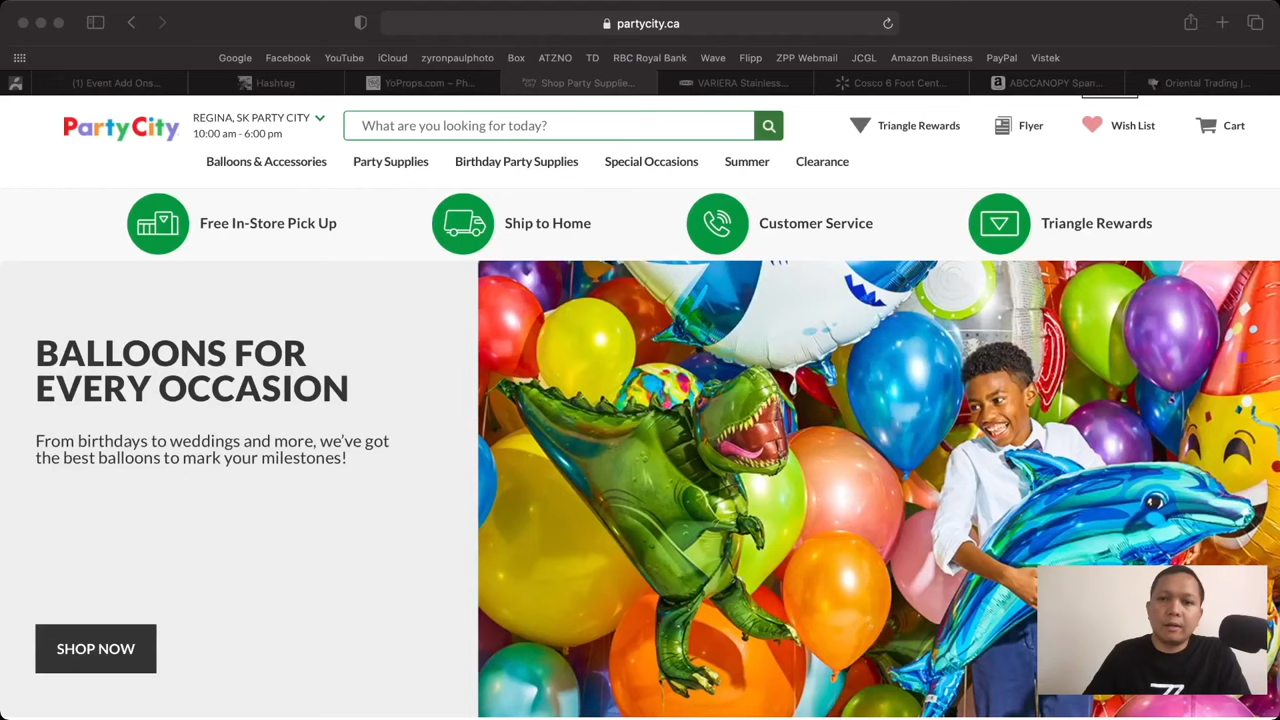 partycity.ca
Google Facebook YouTube iCloud zyronpaulphoto Box ATZNO TD RBC Royal Bank Wave Flipp ZPP Webmail JCGL Amazon Business PayPal Vistek
(1) Event Add Ons... Hashtag YoProps.com – Ph... Shop Party Supplie... VARIERA Stainless... Cosco 6 Foot Cent... ABCCANOPY Span... Oriental Trading |...
Party City
REGINA, SK PARTY CITY
10:00 am - 6:00 pm
What are you looking for today?
Triangle Rewards Flyer Wish List Cart
Balloons & Accessories Party Supplies Birthday Party Supplies Special Occasions Summer Clearance
Free In-Store Pick Up Ship to Home Customer Service Triangle Rewards
BALLOONS FOR
EVERY OCCASION
From birthdays to weddings and more, we've got
the best balloons to mark your milestones!
SHOP NOW